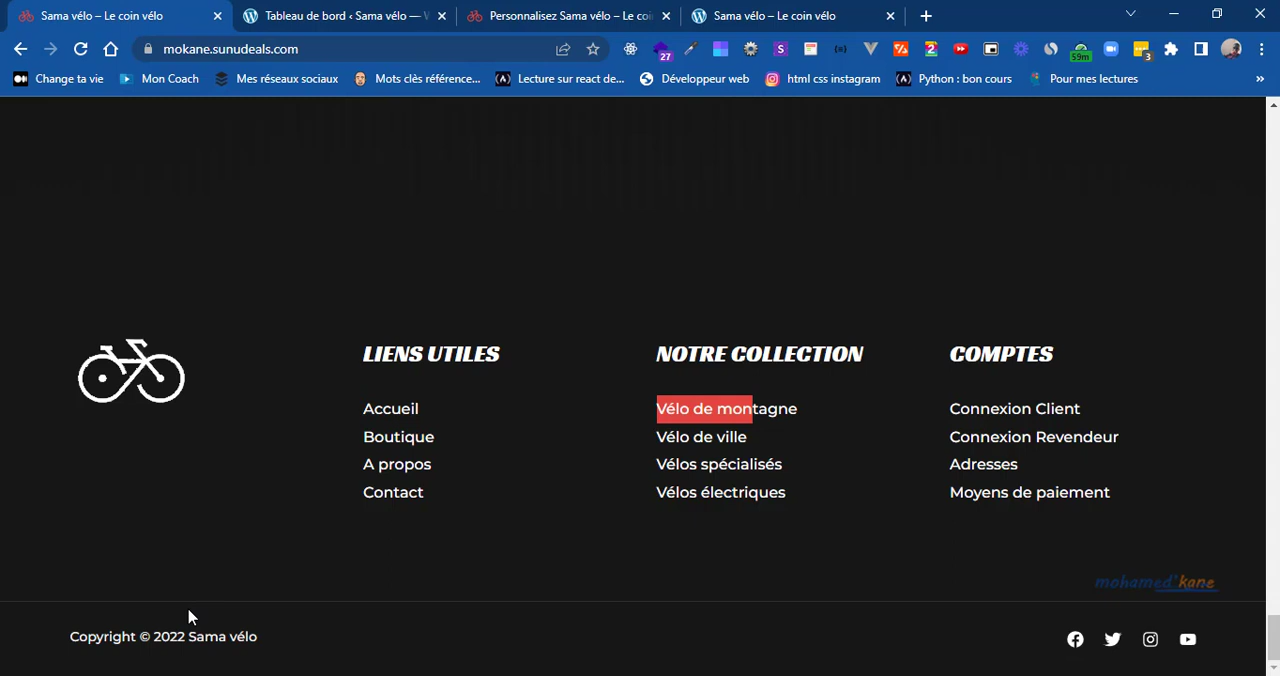 Sama vélo – Le coin vélo
Tableau de bord ‹ Sama vélo —
Personnalisez Sama vélo – Le coi
Sama vélo – Le coin vélo
mokane.sunudeals.com
27
S
2
59m
3
Change ta vie
Mon Coach
Mes réseaux sociaux
Mots clés référence...
Lecture sur react de...
Développeur web
html css instagram
Python : bon cours
Pour mes lectures
»
LIENS UTILES
Accueil
Boutique
A propos
Contact
NOTRE COLLECTION
Vélo de montagne
Vélo de ville
Vélos spécialisés
Vélos électriques
COMPTES
Connexion Client
Connexion Revendeur
Adresses
Moyens de paiement
mohamed'kane
Copyright © 2022 Sama vélo